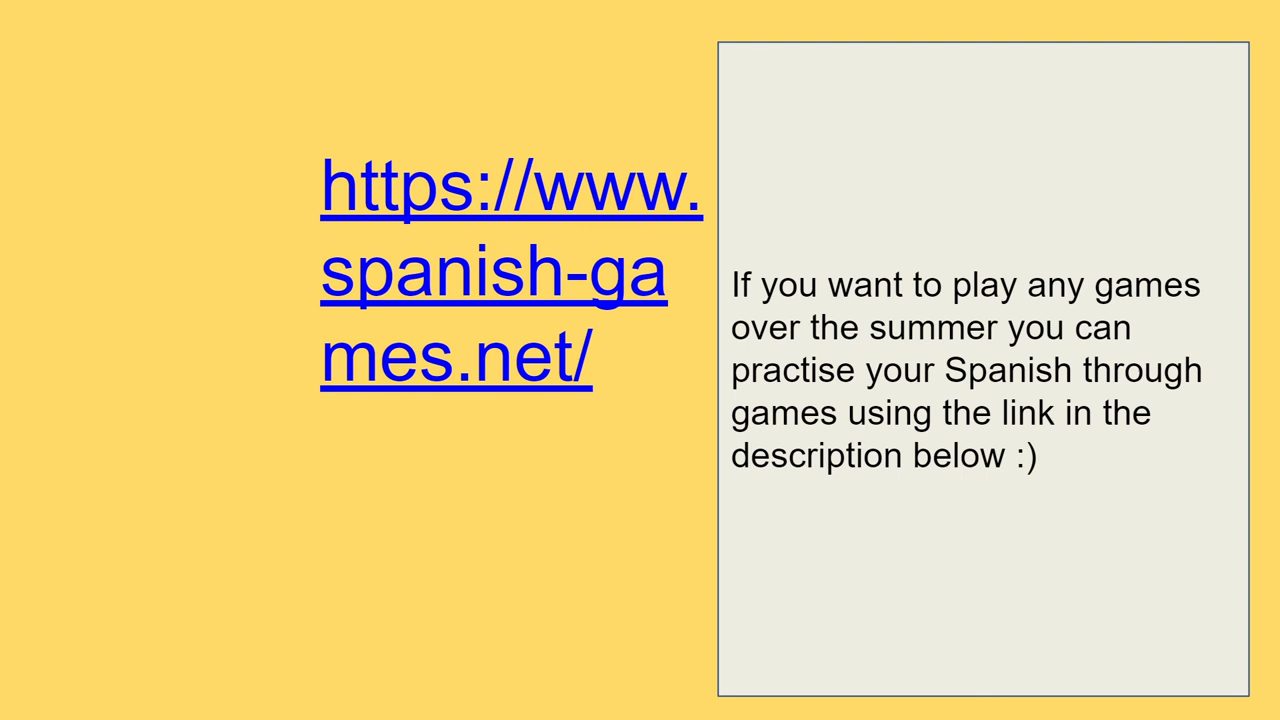 https://www.
spanish-ga
mes.net/
If you want to play any games
over the summer you can
practise your Spanish through
games using the link in the
description below :)